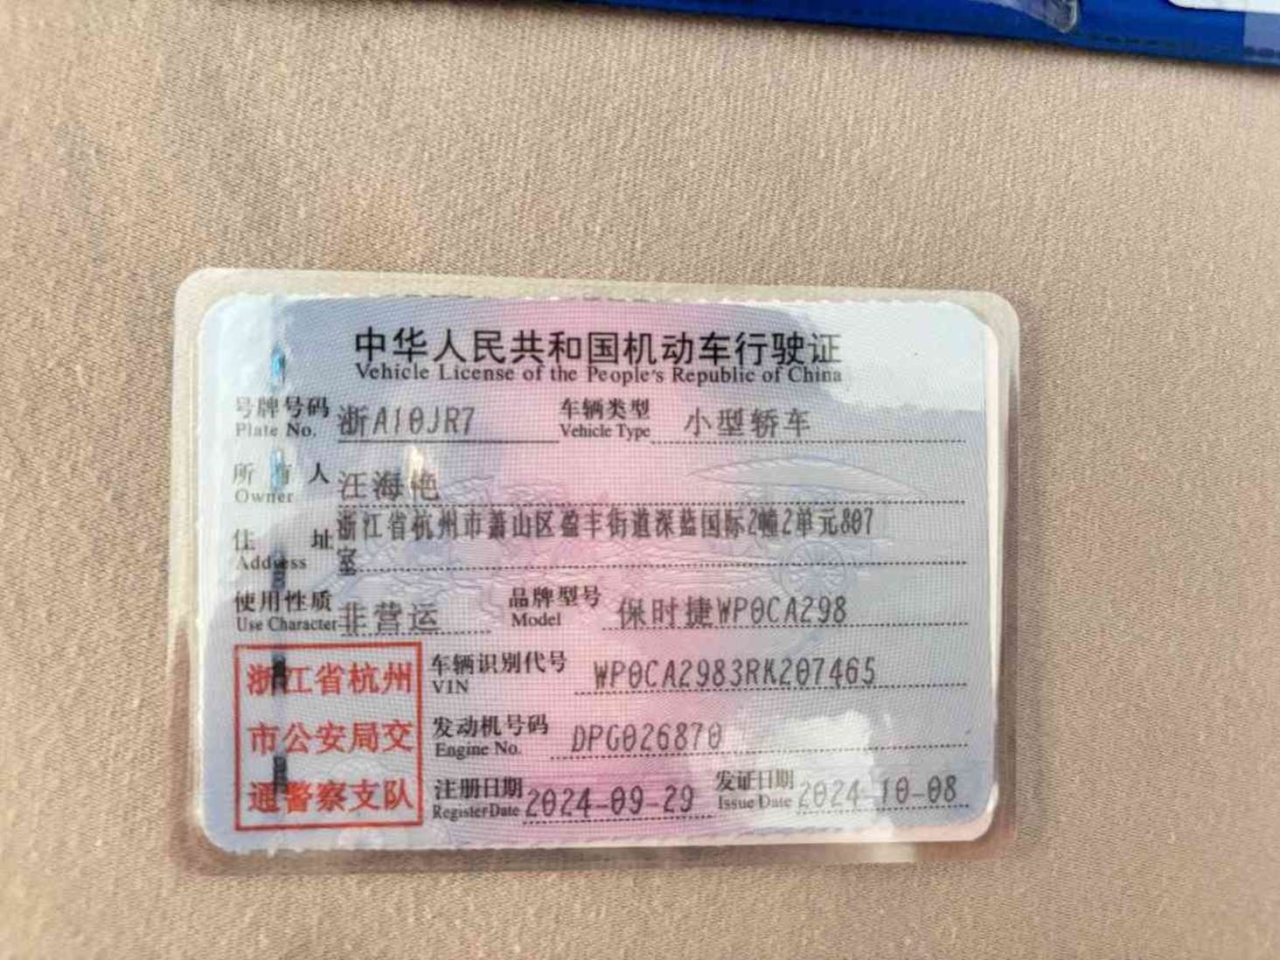 中华人民共和国机动车行驶证
Vehicle License of the People's Republic of China
号牌号码 浙A10JR7 车辆类型 小型轿车
Plate No. Vehicle Type
所有人 汪海艳
Owner
住址 浙江省杭州市萧山区盈丰街道深蓝国际2幢2单元807
室
Address
使用性质 非营运 品牌型号 保时捷WP0CA298
Use Character Model
浙江省杭州
市公安局交
通警察支队
车辆识别代号 WP0CA2983RK207465
VIN
发动机号码 DPG026870
Engine No.
注册日期 2024-09-29 发证日期 2024-10-08
Register Date Issue Date